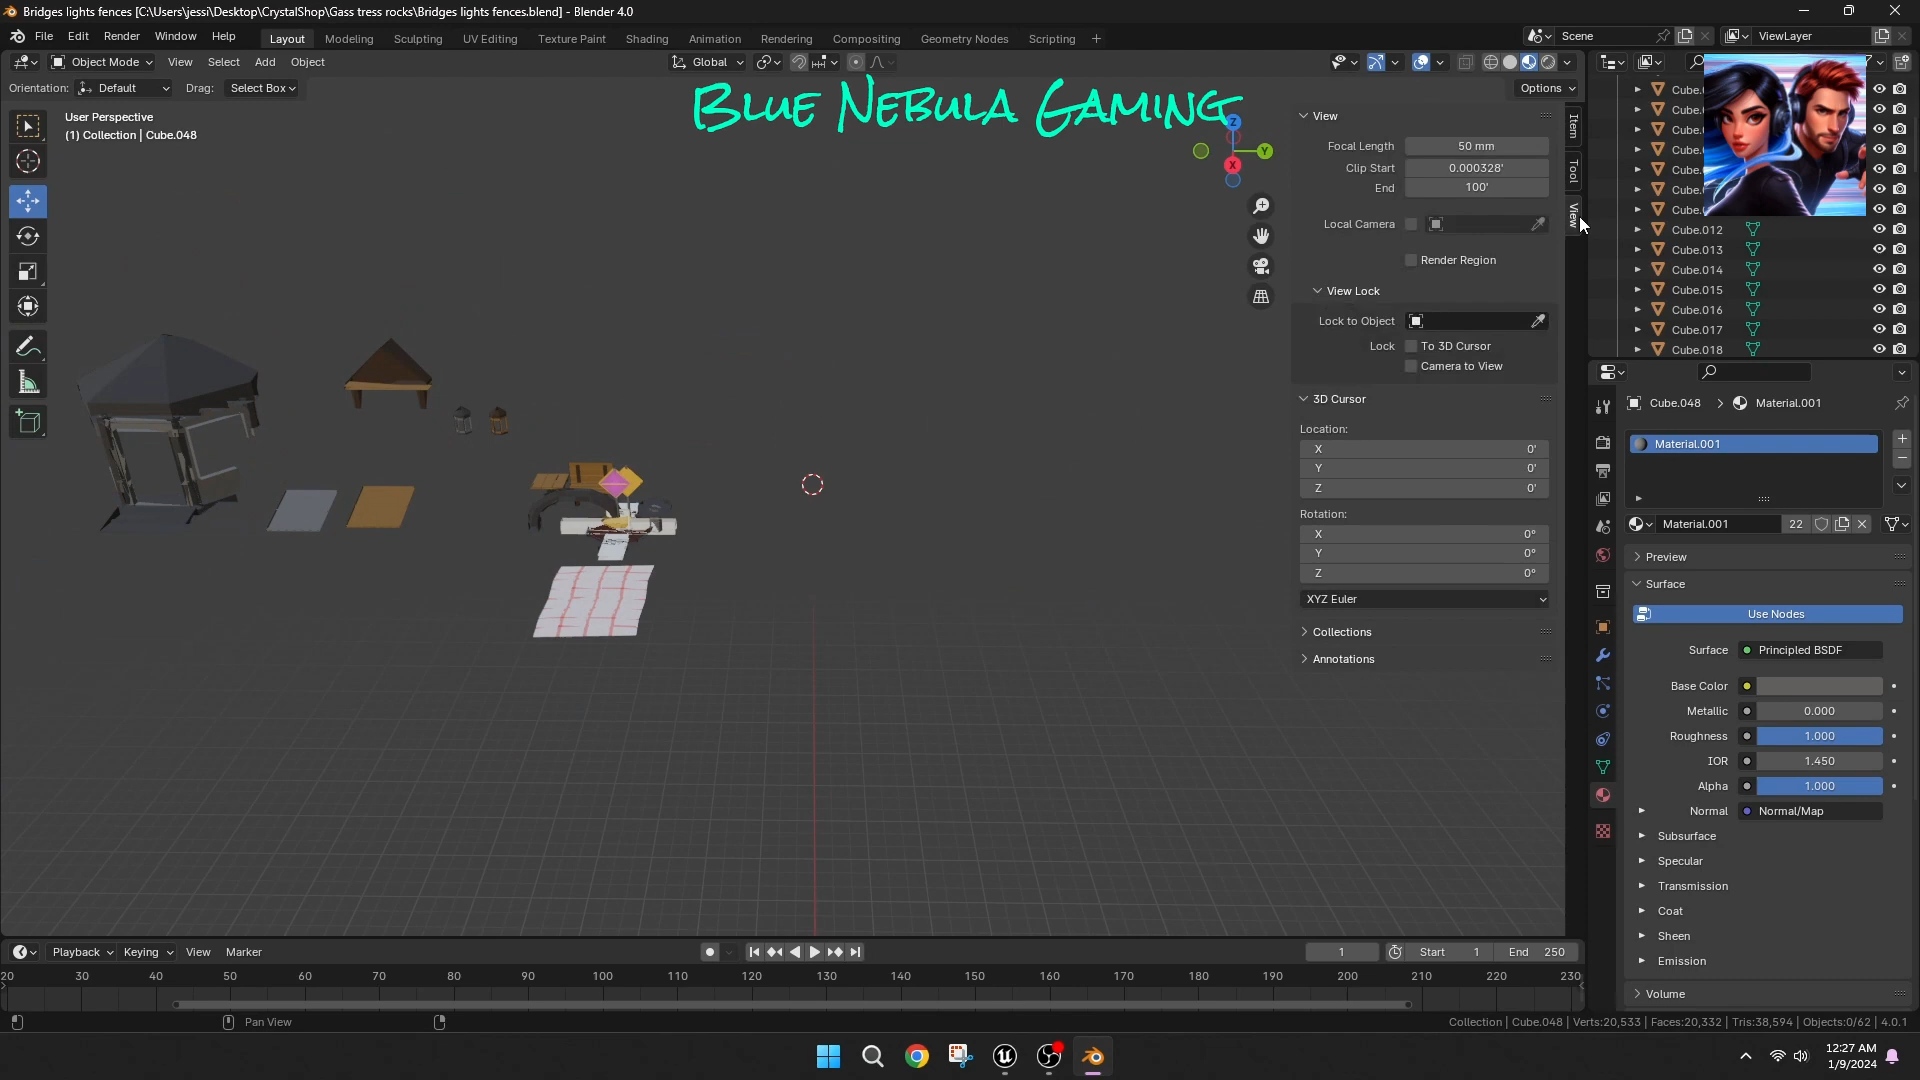 Bridges lights fences [C:\Users\jessi\Desktop\CrystalShop\Gass tress rocks\Bridges lights fences.blend] - Blender 4.0
File Edit Render Window Help
Layout Modeling Sculpting UV Editing Texture Paint Shading Animation Rendering Compositing Geometry Nodes Scripting +
Scene
ViewLayer
Object Mode View Select Add Object
Global
Orientation: Default Drag: Select Box
Options
Blue Nebula Gaming
User Perspective
(1) Collection | Cube.048
Z
Y
X
View
Focal Length 50 mm
Clip Start 0.000328'
End 100'
Local Camera
Render Region
View Lock
Lock to Object
Lock To 3D Cursor
Camera to View
3D Cursor
Location:
X 0'
Y 0'
Z 0'
Rotation:
X 0°
Y 0°
Z 0°
XYZ Euler
Collections
Annotations
Item
Tool
View
Cube.
Cube.
Cube.
Cube.
Cube.
Cube.
Cube.
Cube.012
Cube.013
Cube.014
Cube.015
Cube.016
Cube.017
Cube.018
Cube.048 > Material.001
Material.001
Material.001 22
Preview
Surface
Use Nodes
Surface Principled BSDF
Base Color
Metallic 0.000
Roughness 1.000
IOR 1.450
Alpha 1.000
Normal Normal/Map
Subsurface
Specular
Transmission
Coat
Sheen
Emission
Volume
Playback Keying View Marker
1 Start 1 End 250
20 30 40 50 60 70 80 90 100 110 120 130 140 150 160 170 180 190 200 210 220 230
Pan View
Collection | Cube.048 | Verts:20,533 | Faces:20,332 | Tris:38,594 | Objects:0/62 | 4.0.1
12:27 AM
1/9/2024